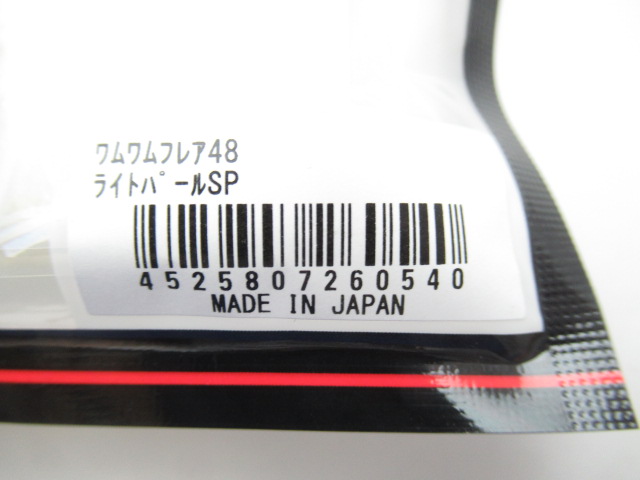 ﾜﾑﾜﾑﾌﾚｱ48
ﾗｲﾄﾊﾟｰﾙSP
4525807260540
MADE IN JAPAN